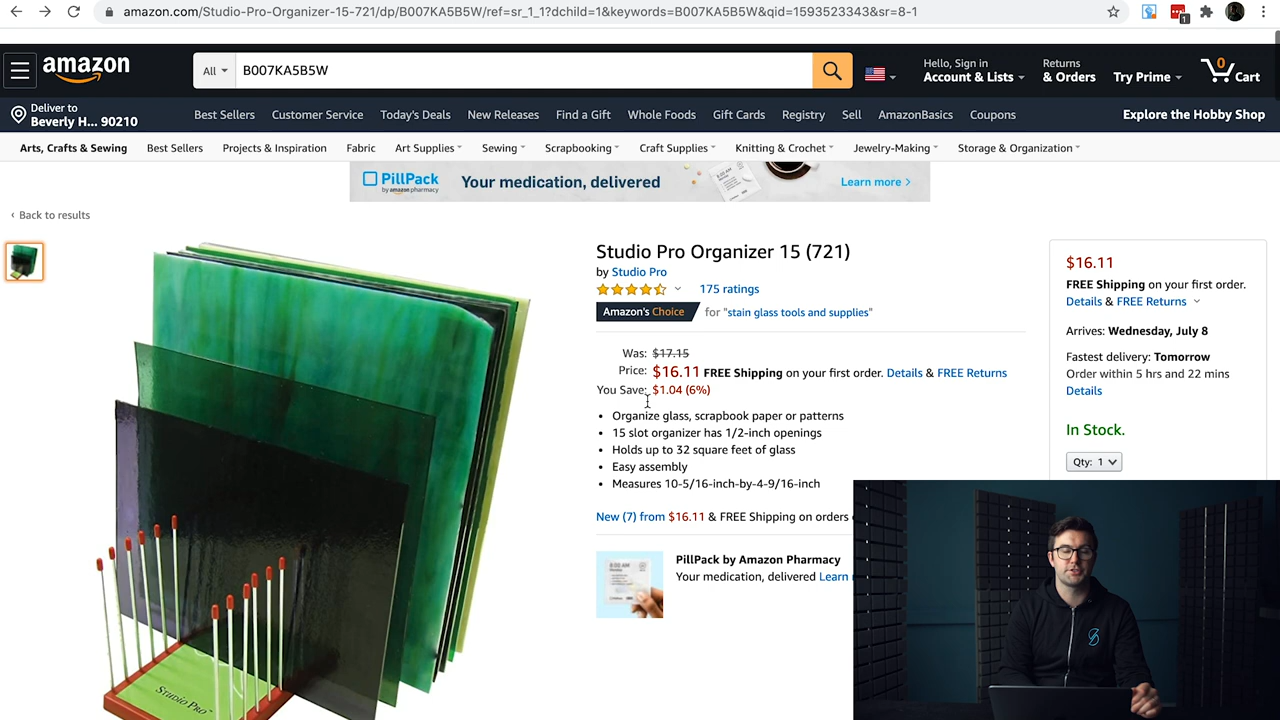 amazon.com/Studio-Pro-Organizer-15-721/dp/B007KA5B5W/ref=sr_1_1?dchild=1&keywords=B007KA5B5W&qid=1593523343&sr=8-1
1
amazon
All
B007KA5B5W
Hello, Sign in
Account & Lists
Returns
& Orders
Try Prime
0
Cart
Deliver to
Beverly H... 90210
Best Sellers Customer Service Today's Deals New Releases Find a Gift Whole Foods Gift Cards Registry Sell AmazonBasics Coupons
Explore the Hobby Shop
Arts, Crafts & Sewing Best Sellers Projects & Inspiration Fabric Art Supplies Sewing Scrapbooking Craft Supplies Knitting & Crochet Jewelry-Making Storage & Organization
PillPack
by amazon pharmacy
Your medication, delivered
Learn more >
‹ Back to results
Studio Pro Organizer 15 (721)
by Studio Pro
175 ratings
Amazon's Choice for "stain glass tools and supplies"
Was: $17.15
Price: $16.11 FREE Shipping on your first order. Details & FREE Returns
You Save: $1.04 (6%)
• Organize glass, scrapbook paper or patterns
• 15 slot organizer has 1/2-inch openings
• Holds up to 32 square feet of glass
• Easy assembly
• Measures 10-5/16-inch-by-4-9/16-inch
New (7) from $16.11 & FREE Shipping on orders
PillPack by Amazon Pharmacy
Your medication, delivered Learn
$16.11
FREE Shipping on your first order.
Details & FREE Returns
Arrives: Wednesday, July 8
Fastest delivery: Tomorrow
Order within 5 hrs and 22 mins
Details
In Stock.
Qty: 1
Studio Pro